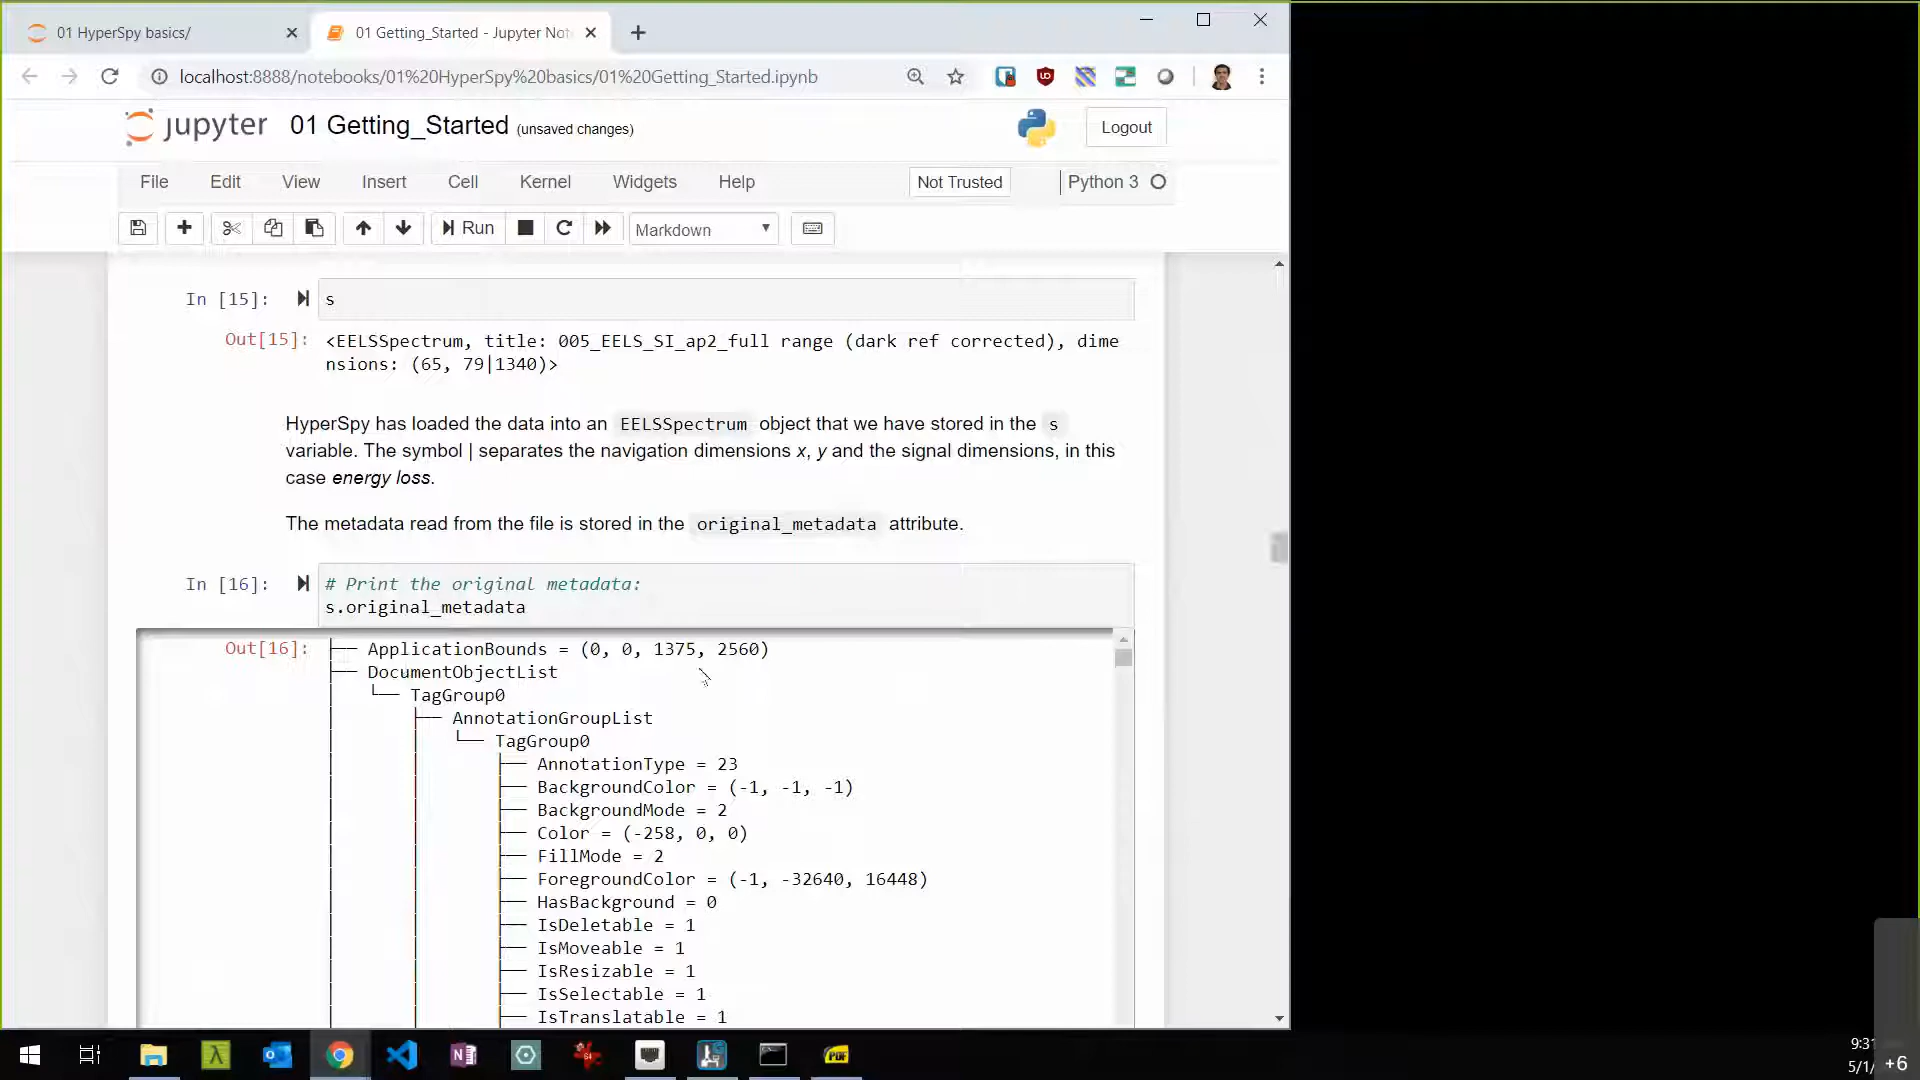 01 HyperSpy basics/
01 Getting_Started - Jupyter Not
localhost:8888/notebooks/01%20HyperSpy%20basics/01%20Getting_Started.ipynb
jupyter 01 Getting_Started (unsaved changes)
Logout
File Edit View Insert Cell Kernel Widgets Help
Not Trusted
Python 3
Run
Markdown
In [15]: s
Out[15]: <EELSSpectrum, title: 005_EELS_SI_ap2_full range (dark ref corrected), dime
nsions: (65, 79|1340)>
HyperSpy has loaded the data into an EELSSpectrum object that we have stored in the s
variable. The symbol | separates the navigation dimensions x, y and the signal dimensions, in this
case energy loss.
The metadata read from the file is stored in the original_metadata attribute.
In [16]: # Print the original metadata:
s.original_metadata
Out[16]: ├── ApplicationBounds = (0, 0, 1375, 2560)
├── DocumentObjectList
│   └── TagGroup0
│       ├── AnnotationGroupList
│       │   └── TagGroup0
│       │       ├── AnnotationType = 23
│       │       ├── BackgroundColor = (-1, -1, -1)
│       │       ├── BackgroundMode = 2
│       │       ├── Color = (-258, 0, 0)
│       │       ├── FillMode = 2
│       │       ├── ForegroundColor = (-1, -32640, 16448)
│       │       ├── HasBackground = 0
│       │       ├── IsDeletable = 1
│       │       ├── IsMoveable = 1
│       │       ├── IsResizable = 1
│       │       ├── IsSelectable = 1
│       │       ├── IsTranslatable = 1
9:31
5/1/
+6